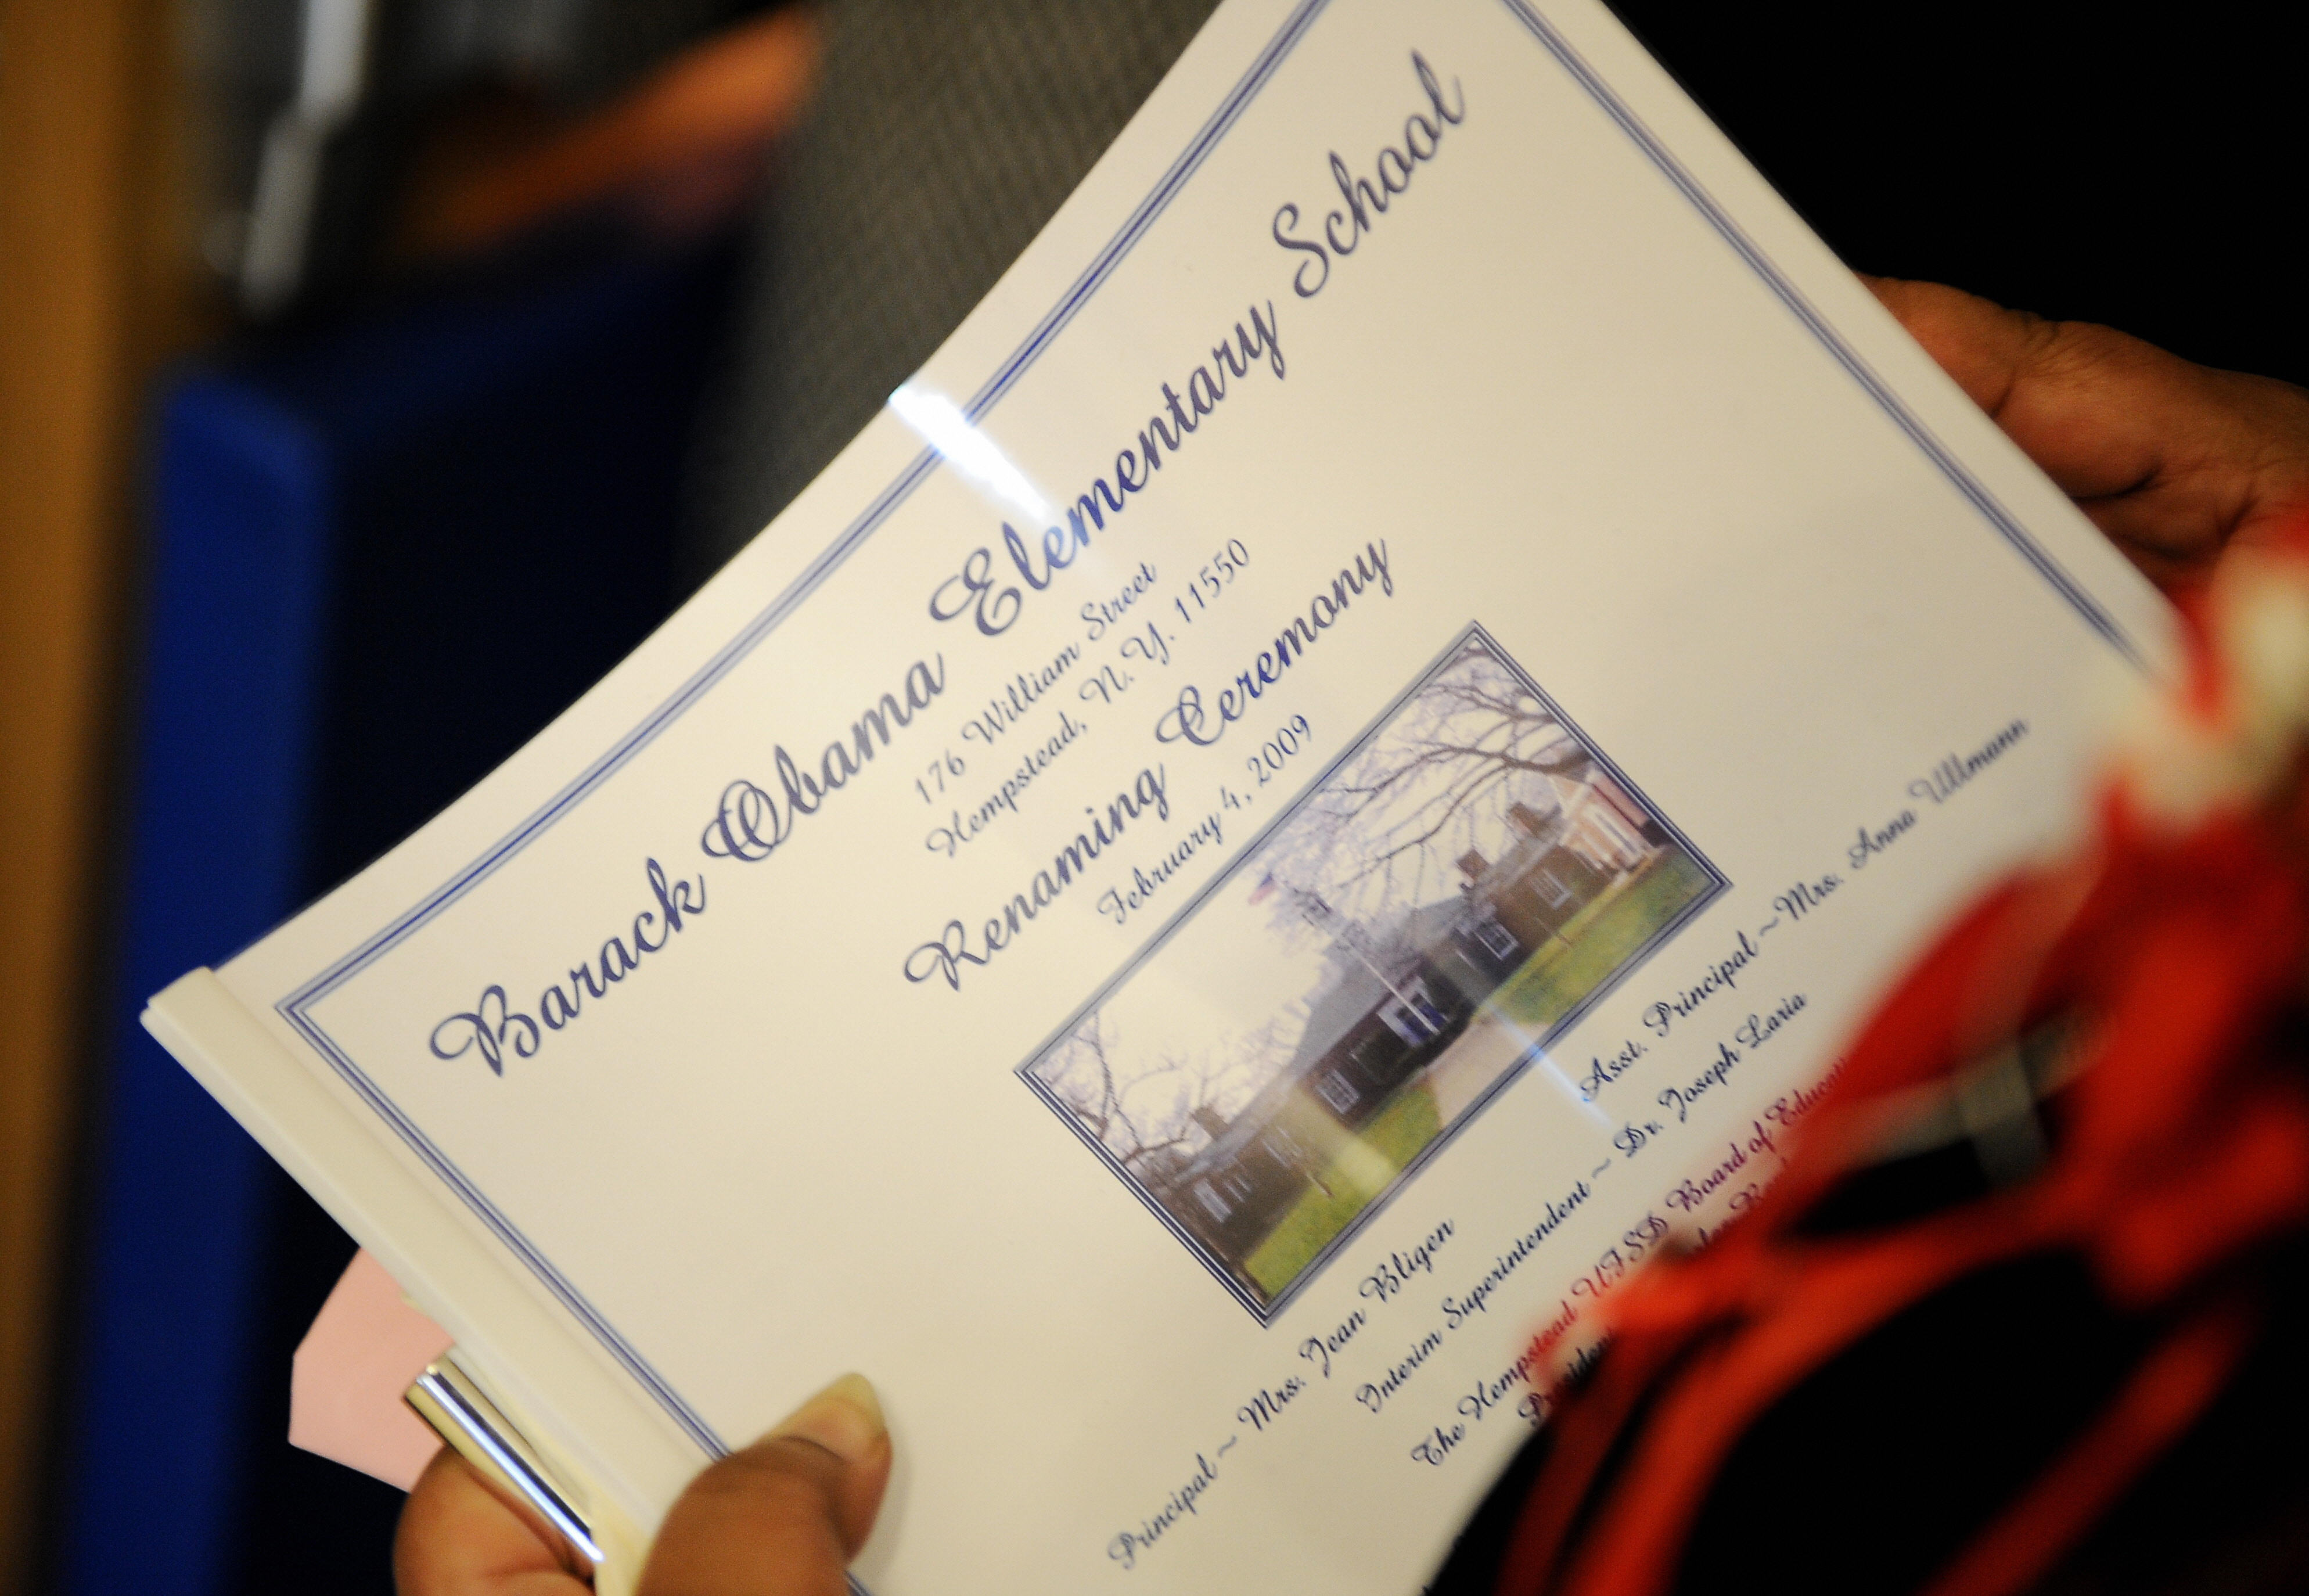 Barack Obama Elementary School
176 William Street
Hempstead, N.Y. 11550
Renaming Ceremony
February 4, 2009
Principal ~ Mrs. Jean Bligen Asst. Principal ~ Mrs. Anna Ullmann
Interim Superintendent ~ Dr. Joseph Laria
The Hempstead UFSD Board of